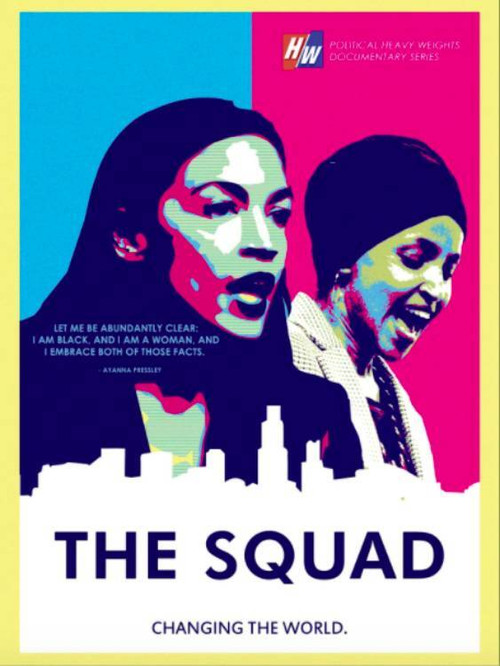 H/W
POLITICAL HEAVY WEIGHTS
DOCUMENTARY SERIES
LET ME BE ABUNDANTLY CLEAR:
I AM BLACK, AND I AM A WOMAN, AND
I EMBRACE BOTH OF THOSE FACTS.
- AYANNA PRESSLEY
THE SQUAD
CHANGING THE WORLD.